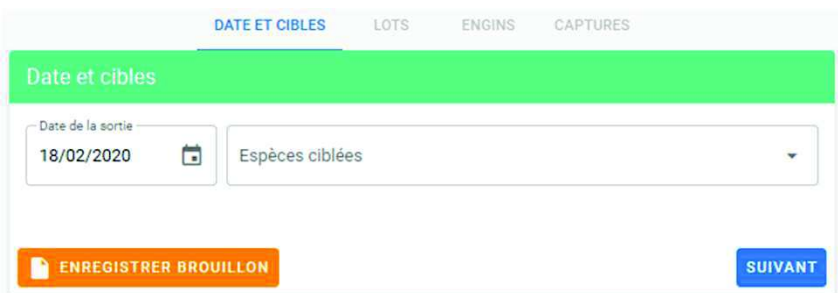 DATE ET CIBLES LOTS ENGINS CAPTURES
Date et cibles
Date de la sortie
18/02/2020 Espèces ciblées
ENREGISTRER BROUILLON SUIVANT